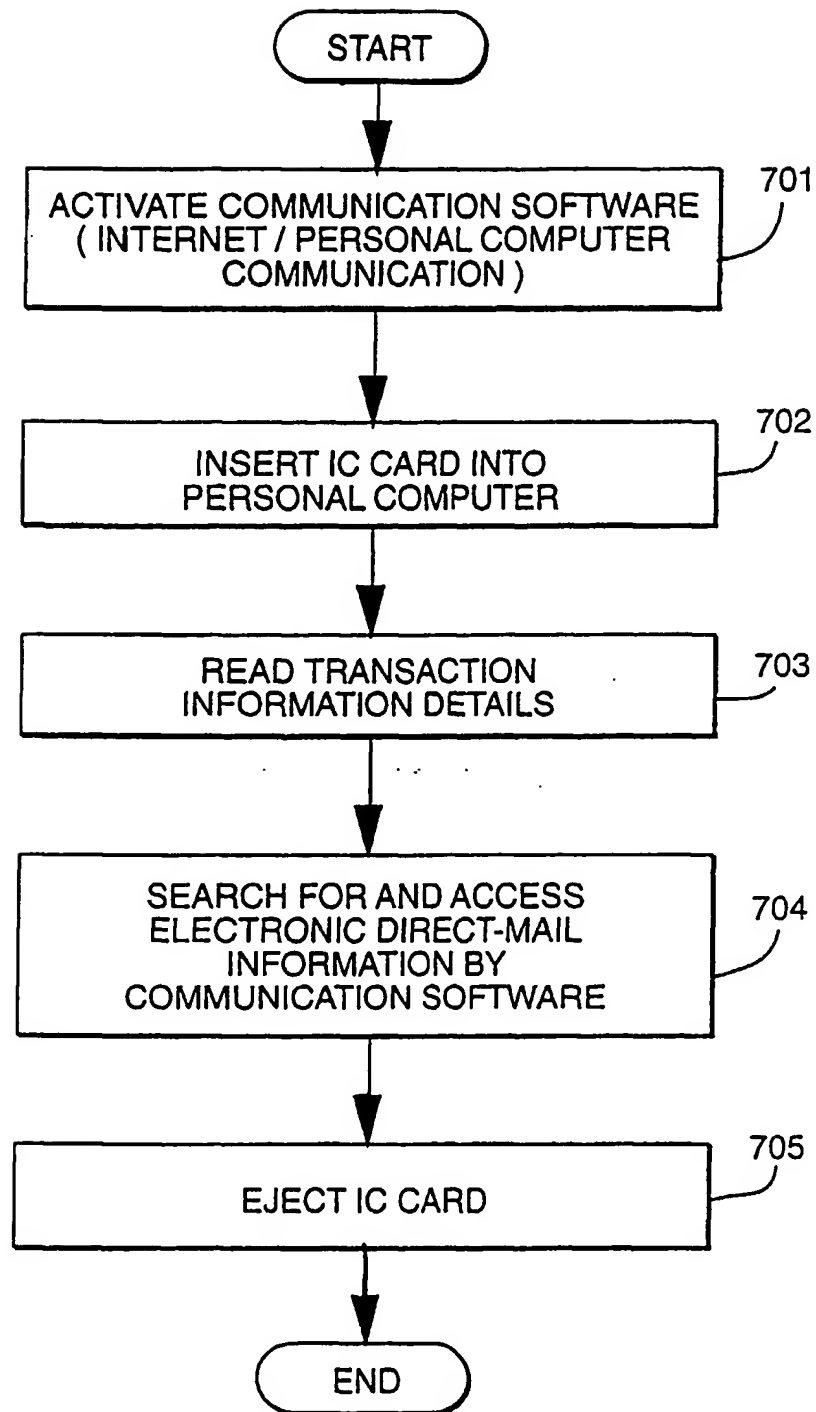 START
701
ACTIVATE COMMUNICATION SOFTWARE
( INTERNET / PERSONAL COMPUTER
COMMUNICATION )
702
INSERT IC CARD INTO
PERSONAL COMPUTER
703
READ TRANSACTION
INFORMATION DETAILS
704
SEARCH FOR AND ACCESS
ELECTRONIC DIRECT-MAIL
INFORMATION BY
COMMUNICATION SOFTWARE
705
EJECT IC CARD
END